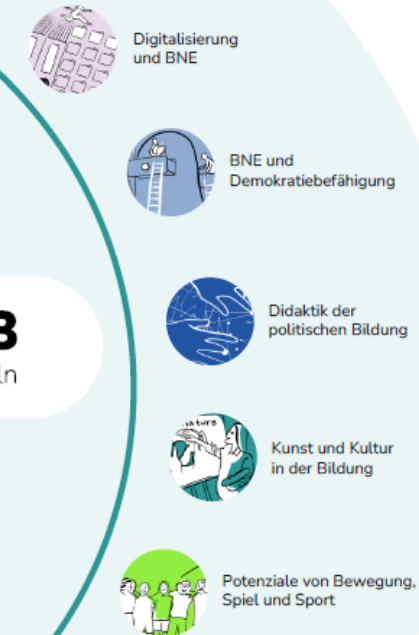 Digitalisierung
und BNE
BNE und
Demokratiebefähigung
Didaktik der
politischen Bildung
Kunst und Kultur
in der Bildung
Potenziale von Bewegung,
Spiel und Sport